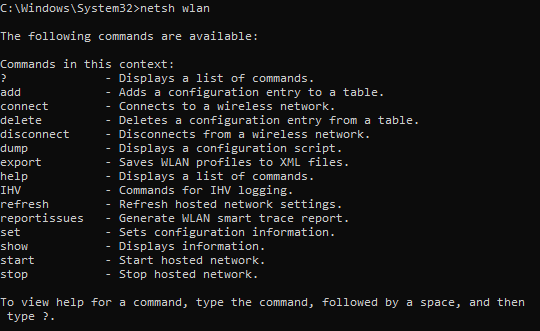 C:\Windows\System32>netsh wlan
The following commands are available:
Commands in this context:
?              - Displays a list of commands.
add            - Adds a configuration entry to a table.
connect        - Connects to a wireless network.
delete         - Deletes a configuration entry from a table.
disconnect     - Disconnects from a wireless network.
dump           - Displays a configuration script.
export         - Saves WLAN profiles to XML files.
help           - Displays a list of commands.
IHV            - Commands for IHV logging.
refresh        - Refresh hosted network settings.
reportissues   - Generate WLAN smart trace report.
set            - Sets configuration information.
show           - Displays information.
start          - Start hosted network.
stop           - Stop hosted network.
To view help for a command, type the command, followed by a space, and then
 type ?.